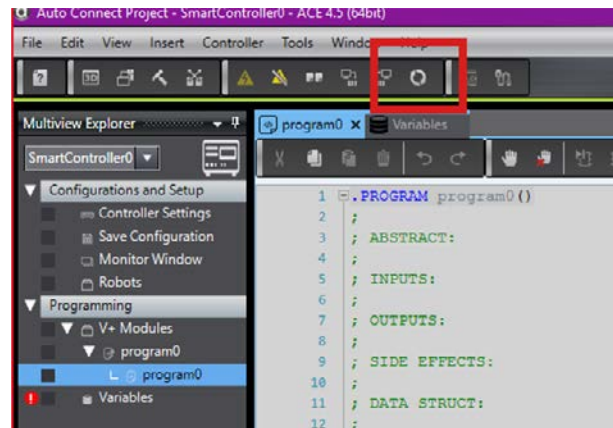 Auto Connect Project - SmartController0 - ACE 4.5 (64bit)
File Edit View Insert Controller Tools Window Help
Multiview Explorer
program0 Variables
SmartController0
Configurations and Setup
Controller Settings
Save Configuration
Monitor Window
Robots
Programming
V+ Modules
program0
program0
Variables
1 .PROGRAM program0()
2 ;
3 ; ABSTRACT:
4 ;
5 ; INPUTS:
6 ;
7 ; OUTPUTS:
8 ;
9 ; SIDE EFFECTS:
10 ;
11 ; DATA STRUCT:
12 ;